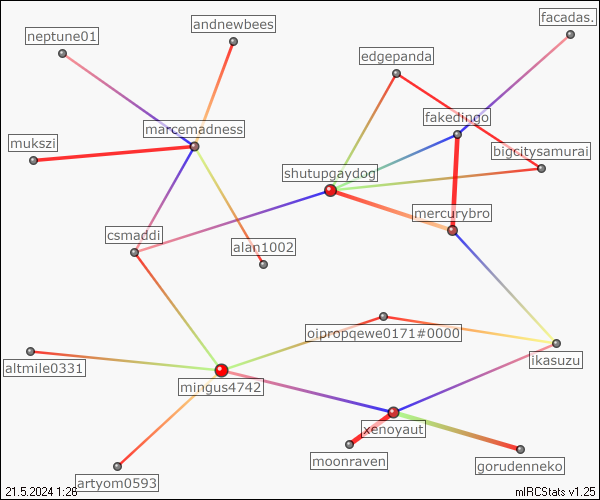 facadas.
andnewbees
neptune01
edgepanda
fakedingo
marcemadness
mukszi
bigcitysamurai
shutupgaydog
mercurybro
csmaddi
alan1002
oipropqewe0171#0000
ikasuzu
altmile0331
mingus4742
xenoyaut
moonraven
gorudenneko
artyom0593
21.5.2024 1:26
mIRCStats v1.25